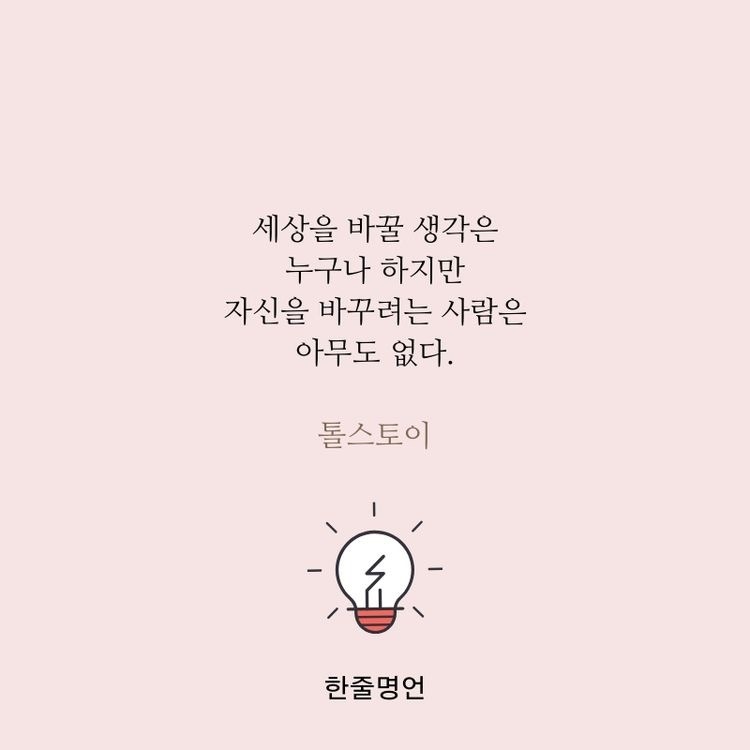 세상을 바꿀 생각은
누구나 하지만
자신을 바꾸려는 사람은
아무도 없다.
톨스토이
한줄명언